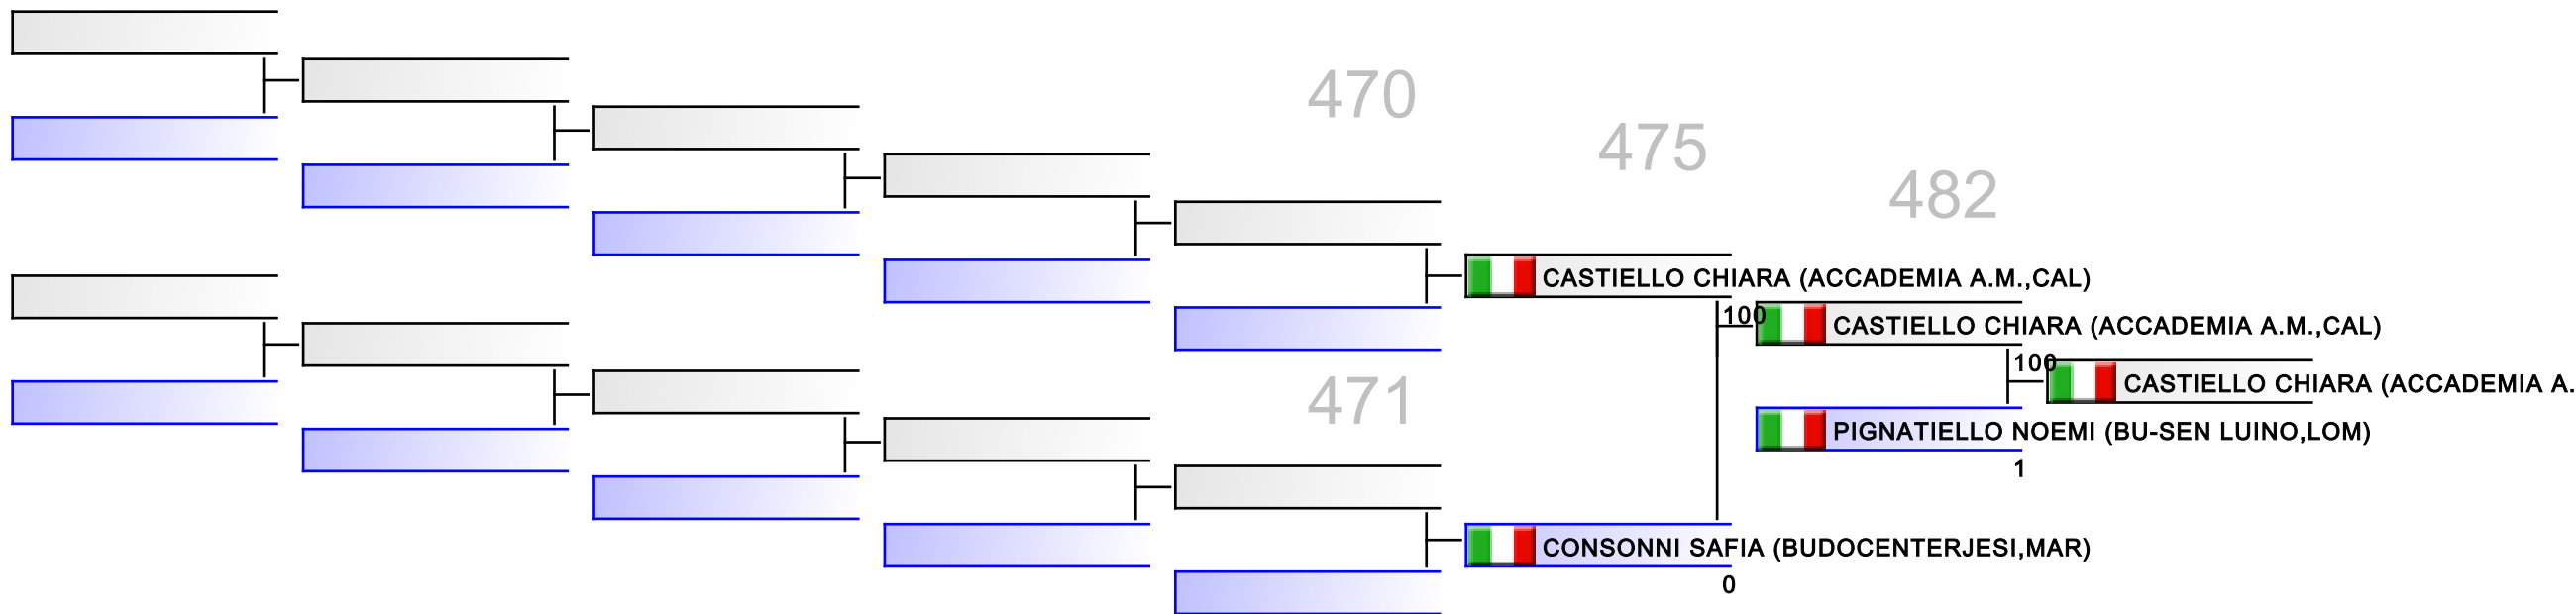 470
475
482
CASTIELLO CHIARA (ACCADEMIA A.M.,CAL)
100
CASTIELLO CHIARA (ACCADEMIA A.M.,CAL)
100
CASTIELLO CHIARA (ACCADEMIA A.
471
PIGNATIELLO NOEMI (BU-SEN LUINO,LOM)
1
CONSONNI SAFIA (BUDOCENTERJESI,MAR)
0